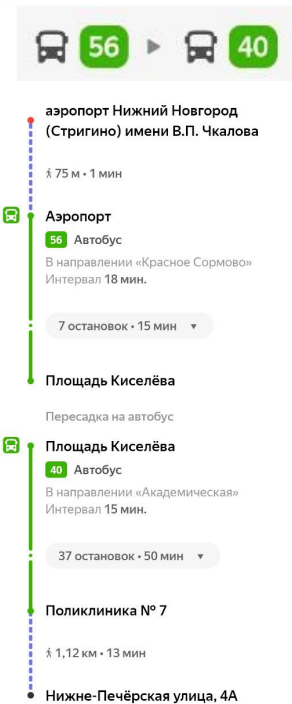 56 40
аэропорт Нижний Новгород
(Стригино) имени В.П. Чкалова
75 м • 1 мин
Аэропорт
56 Автобус
В направлении «Красное Сормово»
Интервал 18 мин.
7 остановок • 15 мин
Площадь Киселёва
Пересадка на автобус
Площадь Киселёва
40 Автобус
В направлении «Академическая»
Интервал 15 мин.
37 остановок • 50 мин
Поликлиника № 7
1,12 км • 13 мин
Нижне-Печёрская улица, 4А